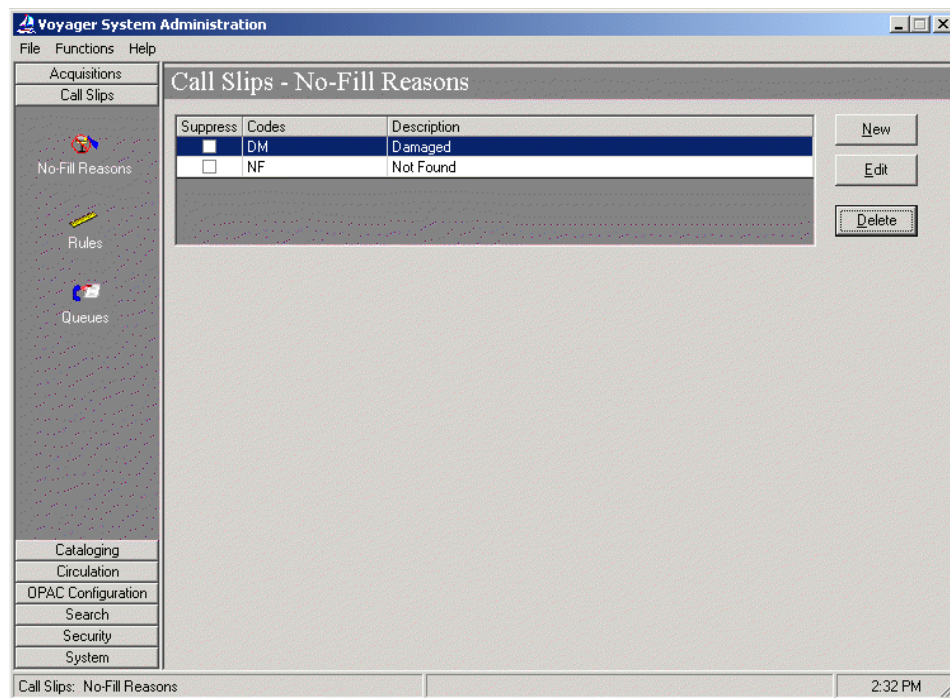 Voyager System Administration
File Functions Help
Acquisitions
Call Slips
No-Fill Reasons
Rules
Queues
Cataloging
Circulation
OPAC Configuration
Search
Security
System
Call Slips - No-Fill Reasons
Suppress Codes Description
DM Damaged
NF Not Found
New
Edit
Delete
Call Slips: No-Fill Reasons 2:32 PM